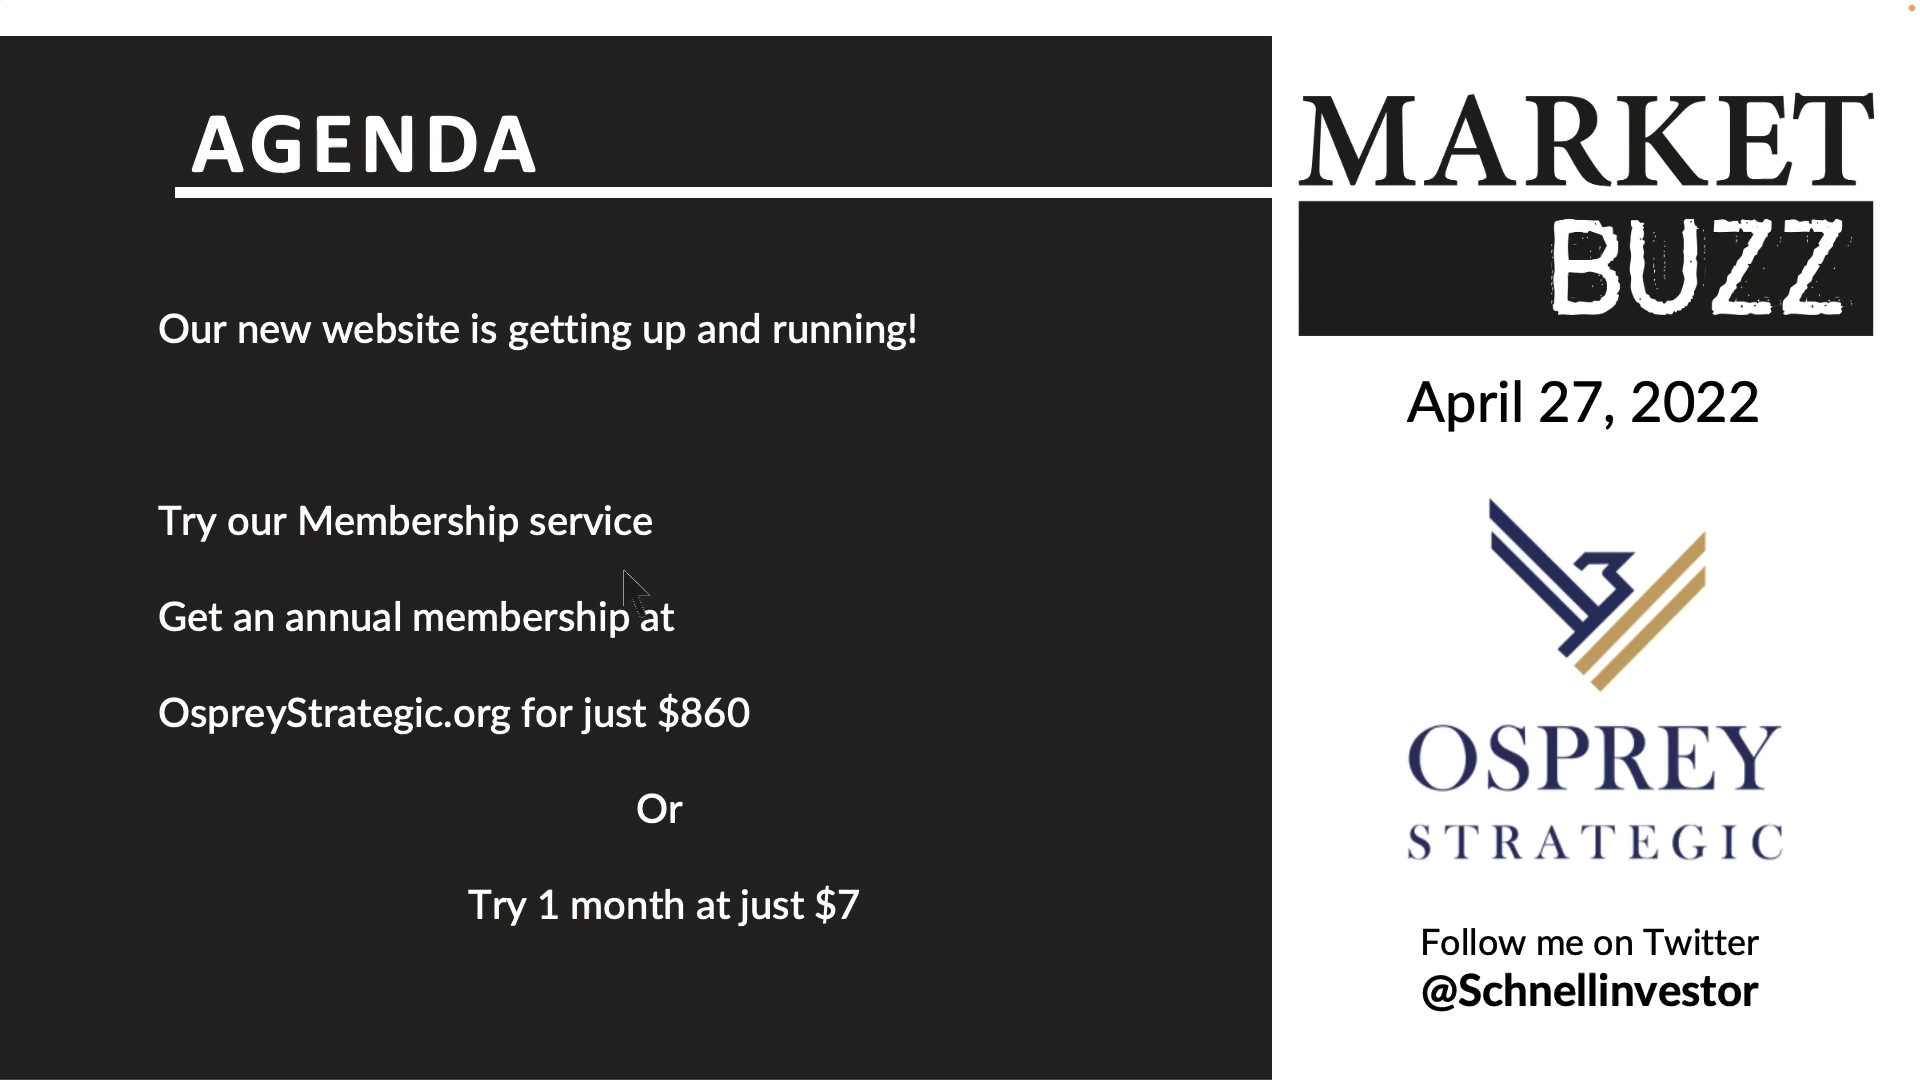 AGENDA
Our new website is getting up and running!
Try our Membership service
Get an annual membership at
OspreyStrategic.org for just $860
Or
Try 1 month at just $7
MARKET
BUZZ
April 27, 2022
OSPREY
STRATEGIC
Follow me on Twitter
@Schnellinvestor